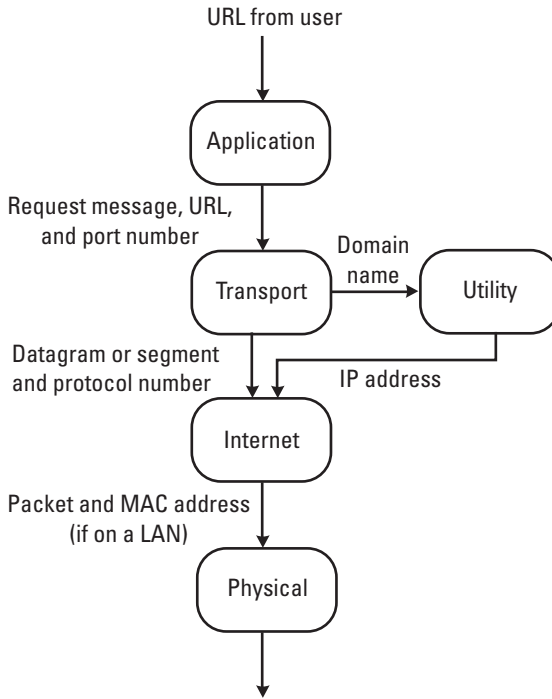 URL from user
Application
Request message, URL,
and port number
Domain
name
Transport
Utility
Datagram or segment
and protocol number
IP address
Internet
Packet and MAC address
(if on a LAN)
Physical